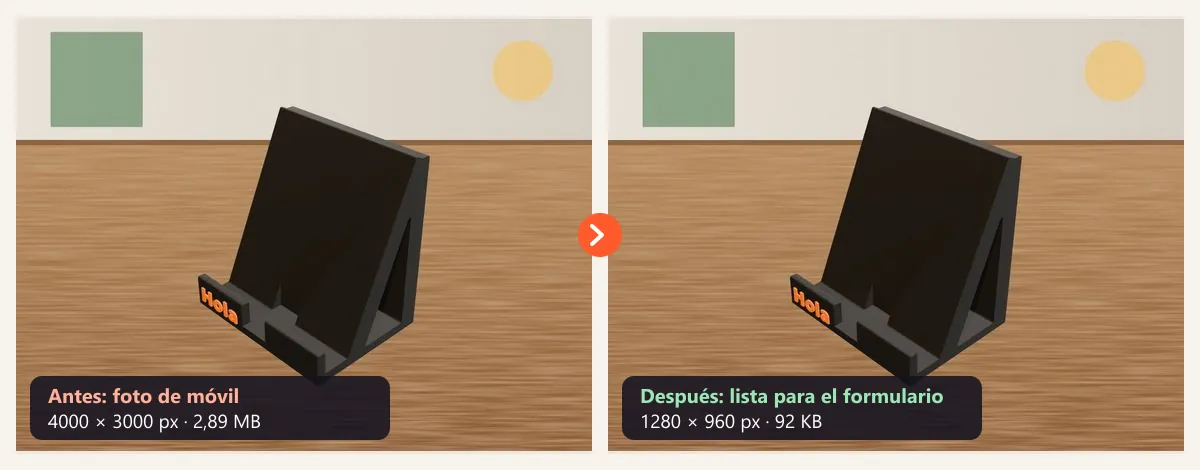 Hola
Antes: foto de móvil
4000 × 3000 px · 2,89 MB
Hola
Después: lista para el formulario
1280 × 960 px · 92 KB